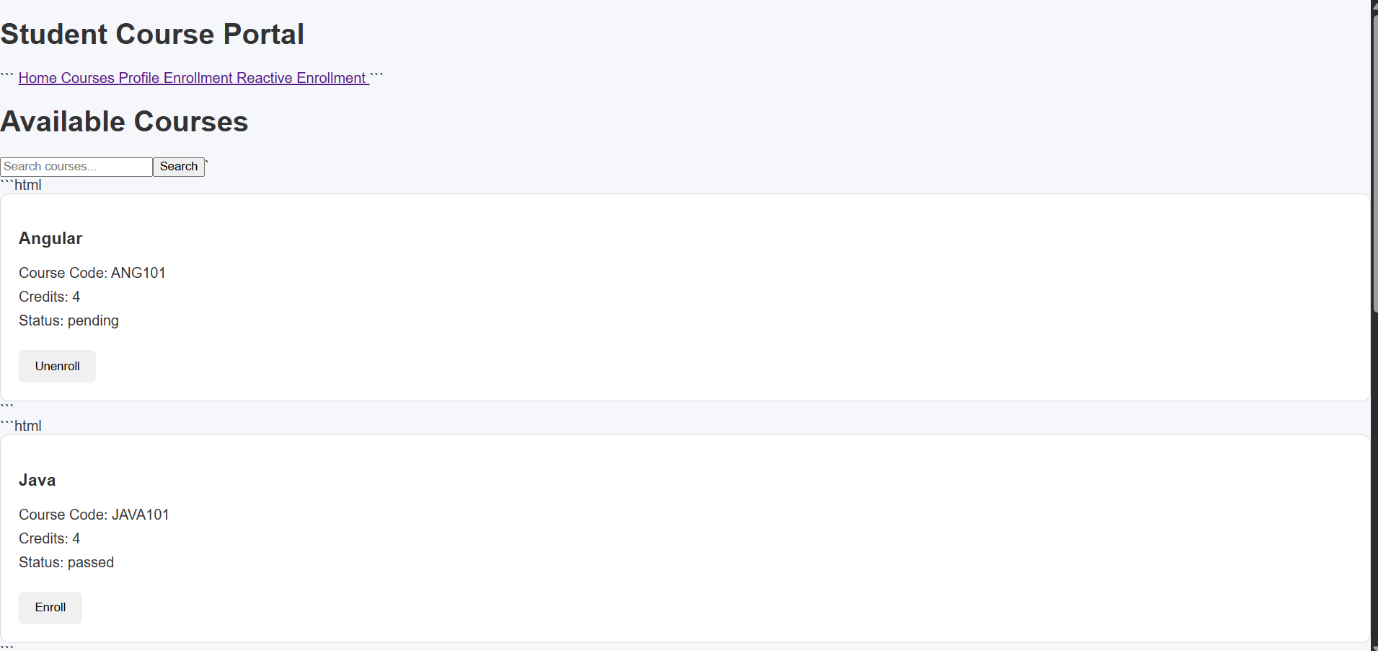 Student Course Portal
``` Home Courses Profile Enrollment Reactive Enrollment ```
Available Courses
Search courses... Search `
```html
Angular
Course Code: ANG101
Credits: 4
Status: pending
Unenroll
```
```html
Java
Course Code: JAVA101
Credits: 4
Status: passed
Enroll
```